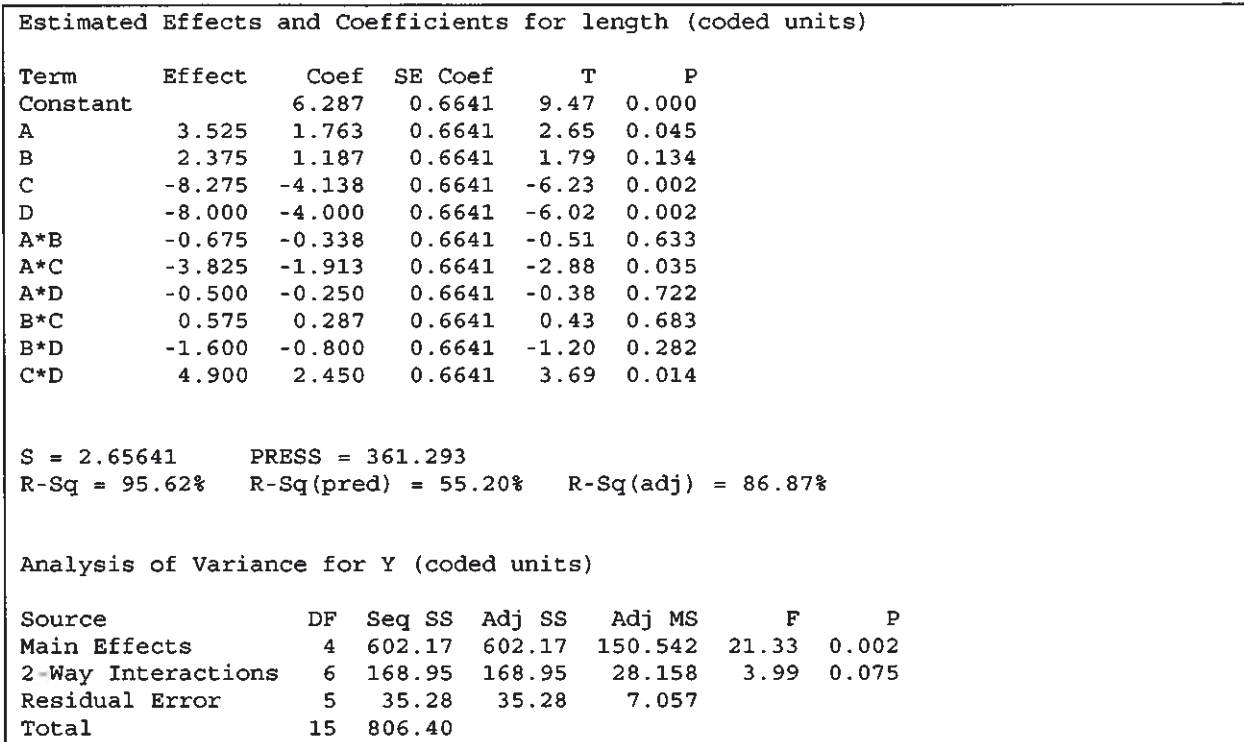 Estimated Effects and Coefficients for length (coded units)
Term Effect Coef SE Coef T P
Constant 6.287 0.6641 9.47 0.000
A 3.525 1.763 0.6641 2.65 0.045
B 2.375 1.187 0.6641 1.79 0.134
C -8.275 -4.138 0.6641 -6.23 0.002
D -8.000 -4.000 0.6641 -6.02 0.002
A*B -0.675 -0.338 0.6641 -0.51 0.633
A*C -3.825 -1.913 0.6641 -2.88 0.035
A*D -0.500 -0.250 0.6641 -0.38 0.722
B*C 0.575 0.287 0.6641 0.43 0.683
B*D -1.600 -0.800 0.6641 -1.20 0.282
C*D 4.900 2.450 0.6641 3.69 0.014
S = 2.65641 PRESS = 361.293
R-Sq = 95.62% R-Sq(pred) = 55.20% R-Sq(adj) = 86.87%
Analysis of Variance for Y (coded units)
Source DF Seq SS Adj SS Adj MS F P
Main Effects 4 602.17 602.17 150.542 21.33 0.002
2-Way Interactions 6 168.95 168.95 28.158 3.99 0.075
Residual Error 5 35.28 35.28 7.057
Total 15 806.40